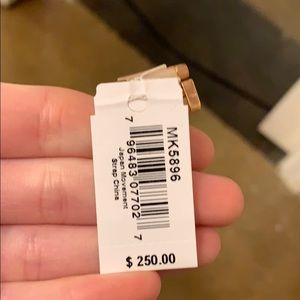 MK5896
7 96483 07702 7
Japan Movement
Strap China
$ 250.00